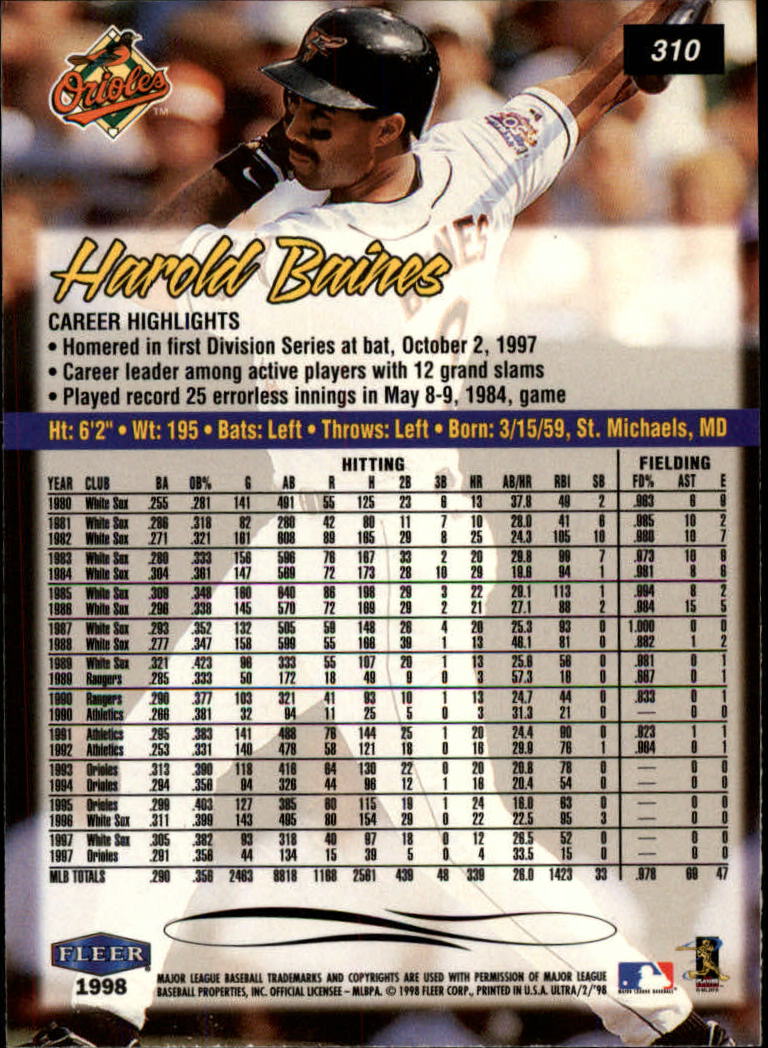 310
Orioles
TM
BAINES
Harold Baines
CAREER HIGHLIGHTS
• Homered in first Division Series at bat, October 2, 1997
• Career leader among active players with 12 grand slams
• Played record 25 errorless innings in May 8-9, 1984, game
Ht: 6'2" • Wt: 195 • Bats: Left • Throws: Left • Born: 3/15/59, St. Michaels, MD
HITTING FIELDING
YEAR CLUB BA OB% G AB R H 2B 3B HR AB/HR RBI SB FD% AST E
1980 White Sox .255 .281 141 491 55 125 23 6 13 37.8 49 2 .963 6 9
1981 White Sox .286 .318 82 280 42 80 11 7 10 28.0 41 6 .985 10 2
1982 White Sox .271 .321 161 608 89 165 29 8 25 24.3 105 10 .980 10 7
1983 White Sox .280 .333 156 596 76 167 33 2 20 29.8 99 7 .973 10 9
1984 White Sox .304 .361 147 569 72 173 28 10 29 19.6 94 1 .981 8 6
1985 White Sox .309 .348 160 640 86 198 29 3 22 29.1 113 1 .994 8 2
1986 White Sox .296 .338 145 570 72 169 29 2 21 27.1 88 2 .984 15 5
1987 White Sox .293 .352 132 505 59 148 26 4 20 25.3 93 0 1.000 0 0
1988 White Sox .277 .347 158 599 55 166 39 1 13 46.1 81 0 .882 1 2
1989 White Sox .321 .423 96 333 55 107 20 1 13 25.6 56 0 .981 0 1
1989 Rangers .285 .333 50 172 18 49 9 0 3 57.3 16 0 .667 0 1
1990 Rangers .290 .377 103 321 41 93 10 1 13 24.7 44 0 .833 0 1
1990 Athletics .266 .381 32 94 11 25 5 0 3 31.3 21 0 — 0 0
1991 Athletics .295 .383 141 488 76 144 25 1 20 24.4 90 0 .923 1 1
1992 Athletics .253 .331 140 478 58 121 18 0 16 29.9 76 1 .964 0 1
1993 Orioles .313 .390 118 416 64 130 22 0 20 20.8 78 0 — 0 0
1994 Orioles .294 .356 94 326 44 96 12 1 16 20.4 54 0 — 0 0
1995 Orioles .299 .403 127 385 60 115 19 1 24 16.0 63 0 — 0 0
1996 White Sox .311 .399 143 495 80 154 29 0 22 22.5 95 3 — 0 0
1997 White Sox .305 .382 93 318 40 97 18 0 12 26.5 52 0 — 0 0
1997 Orioles .291 .356 44 134 15 39 5 0 4 33.5 15 0 — 0 0
MLB TOTALS .290 .356 2463 8818 1168 2561 439 48 339 26.0 1423 33 .978 69 47
FLEER
1998
MAJOR LEAGUE BASEBALL TRADEMARKS AND COPYRIGHTS ARE USED WITH PERMISSION OF MAJOR LEAGUE
BASEBALL PROPERTIES, INC. OFFICIAL LICENSEE – MLBPA. © 1998 FLEER CORP., PRINTED IN U.S.A. ULTRA/2/'98
MAJOR LEAGUE BASEBALL